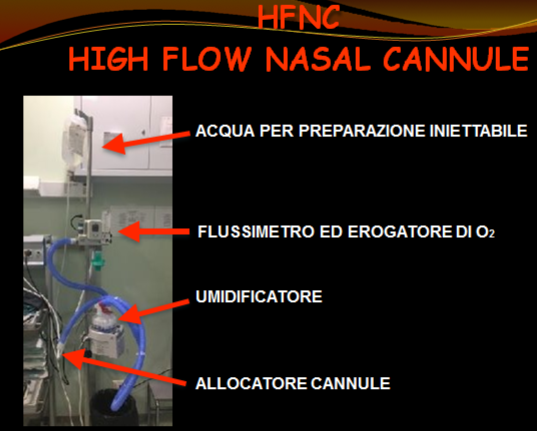 HFNC
HIGH FLOW NASAL CANNULE
ACQUA PER PREPARAZIONE INIETTABILE
FLUSSIMETRO ED EROGATORE DI O₂
UMIDIFICATORE
ALLOCATORE CANNULE